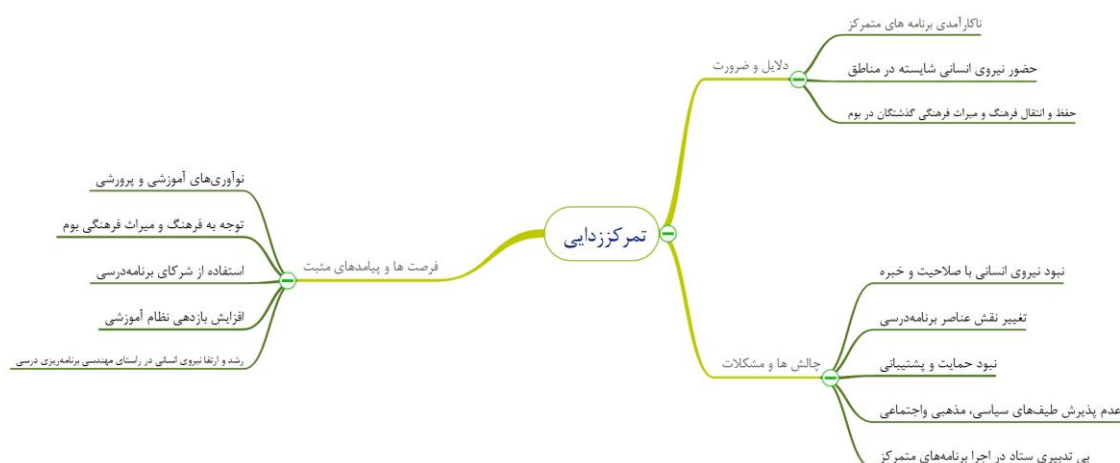 تمرکززدایی
دلایل و ضرورت
ناکارآمدی برنامه های متمرکز
حضور نیروی انسانی شایسته در مناطق
حفظ و انتقال فرهنگ و میراث فرهنگی گذشتگان در بوم
چالش ها و مشکلات
نبود نیروی انسانی با صلاحیت و خبره
تغییر نقش عناصر برنامه‌درسی
نبود حمایت و پشتیبانی
عدم پذیرش طیف‌های سیاسی، مذهبی واجتماعی
بی تدبیری ستاد در اجرا برنامه‌های متمرکز
فرصت ها و پیامدهای مثبت
نوآوری‌های آموزشی و پرورشی
توجه به فرهنگ و میراث فرهنگی بوم
استفاده از شرکای برنامه‌درسی
افزایش بازدهی نظام آموزشی
رشد و ارتقا نیروی انسانی در راستای مهندسی برنامه‌ریزی درسی